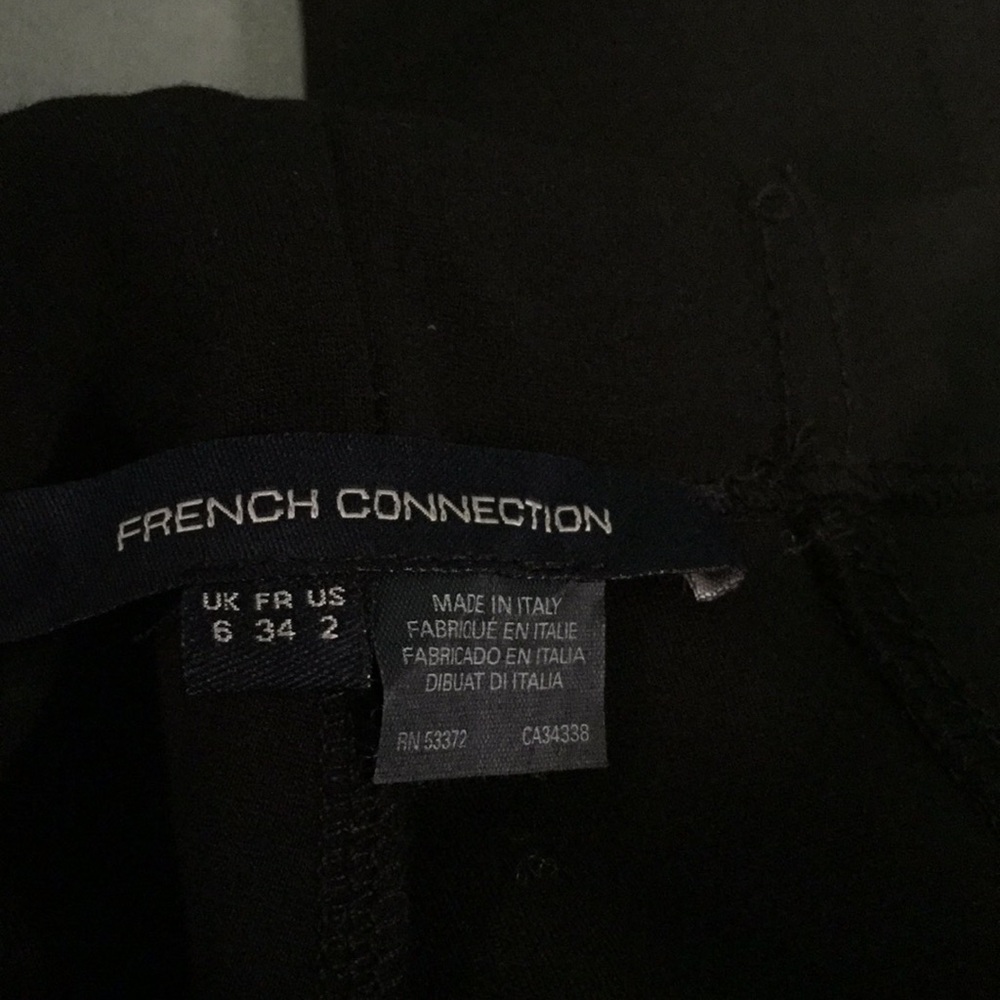 FRENCH CONNECTION
UK FR US
6 34 2
MADE IN ITALY
FABRIQUÉ EN ITALIE
FABRICADO EN ITALIA
DIBUAT DI ITALIA
RN 53372 CA34338